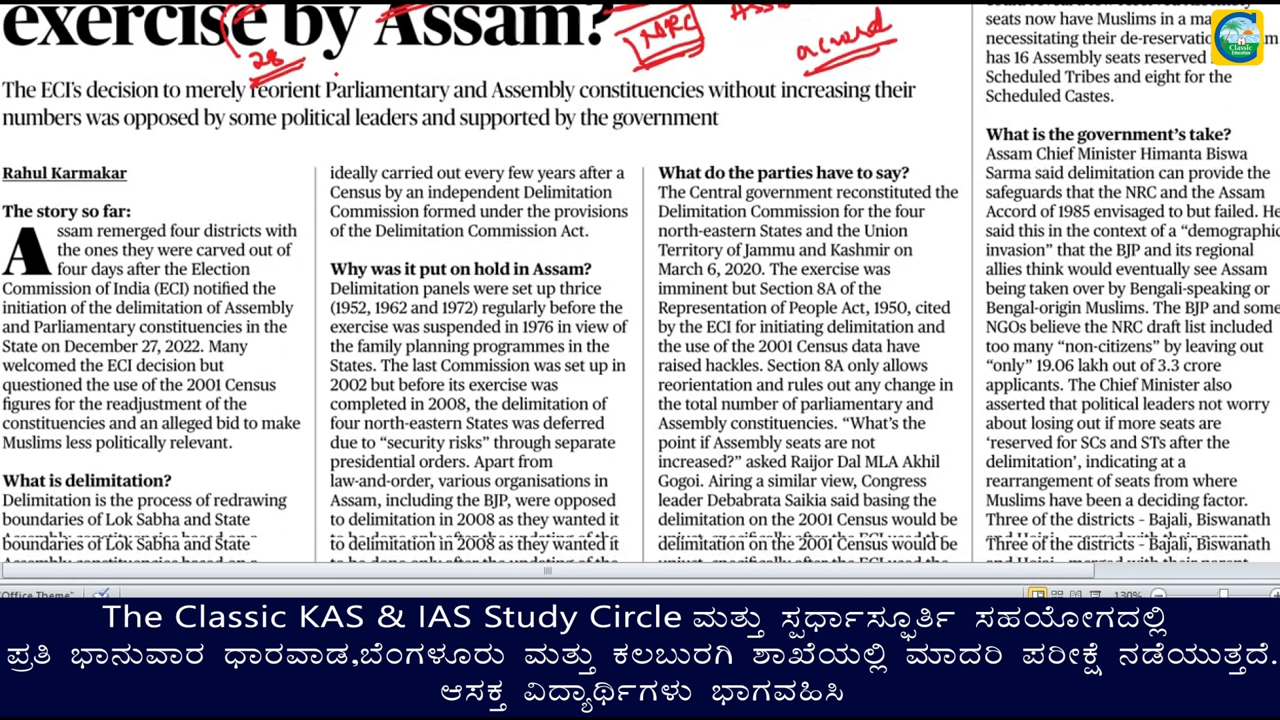 exercise by Assam?
28
NRC
accord
The ECI's decision to merely reorient Parliamentary and Assembly constituencies without increasing their
numbers was opposed by some political leaders and supported by the government
Rahul Karmakar
The story so far:
Assam remerged four districts with
the ones they were carved out of
four days after the Election
Commission of India (ECI) notified the
initiation of the delimitation of Assembly
and Parliamentary constituencies in the
State on December 27, 2022. Many
welcomed the ECI decision but
questioned the use of the 2001 Census
figures for the readjustment of the
constituencies and an alleged bid to make
Muslims less politically relevant.
What is delimitation?
Delimitation is the process of redrawing
boundaries of Lok Sabha and State
boundaries of Lok Sabha and State
ideally carried out every few years after a
Census by an independent Delimitation
Commission formed under the provisions
of the Delimitation Commission Act.
Why was it put on hold in Assam?
Delimitation panels were set up thrice
(1952, 1962 and 1972) regularly before the
exercise was suspended in 1976 in view of
the family planning programmes in the
States. The last Commission was set up in
2002 but before its exercise was
completed in 2008, the delimitation of
four north-eastern States was deferred
due to “security risks” through separate
presidential orders. Apart from
law-and-order, various organisations in
Assam, including the BJP, were opposed
to delimitation in 2008 as they wanted it
to delimitation in 2008 as they wanted it
What do the parties have to say?
The Central government reconstituted the
Delimitation Commission for the four
north-eastern States and the Union
Territory of Jammu and Kashmir on
March 6, 2020. The exercise was
imminent but Section 8A of the
Representation of People Act, 1950, cited
by the ECI for initiating delimitation and
the use of the 2001 Census data have
raised hackles. Section 8A only allows
reorientation and rules out any change in
the total number of parliamentary and
Assembly constituencies. “What's the
point if Assembly seats are not
increased?” asked Raijor Dal MLA Akhil
Gogoi. Airing a similar view, Congress
leader Debabrata Saikia said basing the
delimitation on the 2001 Census would be
delimitation on the 2001 Census would be
seats now have Muslims in a
necessitating their
has 16 Assembly seats reserved
Scheduled Tribes and eight for the
Scheduled Castes.
What is the government's take?
Assam Chief Minister Himanta Biswa
Sarma said delimitation can provide the
safeguards that the NRC and the Assam
Accord of 1985 envisaged to but failed. He
said this in the context of a “demographic
invasion” that the BJP and its regional
allies think would eventually see Assam
being taken over by Bengali-speaking or
Bengal-origin Muslims. The BJP and some
NGOs believe the NRC draft list included
too many “non-citizens” by leaving out
“only” 19.06 lakh out of 3.3 crore
applicants. The Chief Minister also
asserted that political leaders not worry
about losing out if more seats are
‘reserved for SCs and STs after the
delimitation’, indicating at a
rearrangement of seats from where
Muslims have been a deciding factor.
Three of the districts – Bajali, Biswanath
Three of the districts – Bajali, Biswanath
Classic
Education
"Office Theme"
130%
The Classic KAS & IAS Study Circle ಮತ್ತು ಸ್ಪರ್ಧಾಸ್ಫೂರ್ತಿ ಸಹಯೋಗದಲ್ಲಿ
ಪ್ರತಿ ಭಾನುವಾರ ಧಾರವಾಡ,ಬೆಂಗಳೂರು ಮತ್ತು ಕಲಬುರಗಿ ಶಾಖೆಯಲ್ಲಿ ಮಾದರಿ ಪರೀಕ್ಷೆ ನಡೆಯುತ್ತದೆ.
ಆಸಕ್ತ ವಿದ್ಯಾರ್ಥಿಗಳು ಭಾಗವಹಿಸಿ